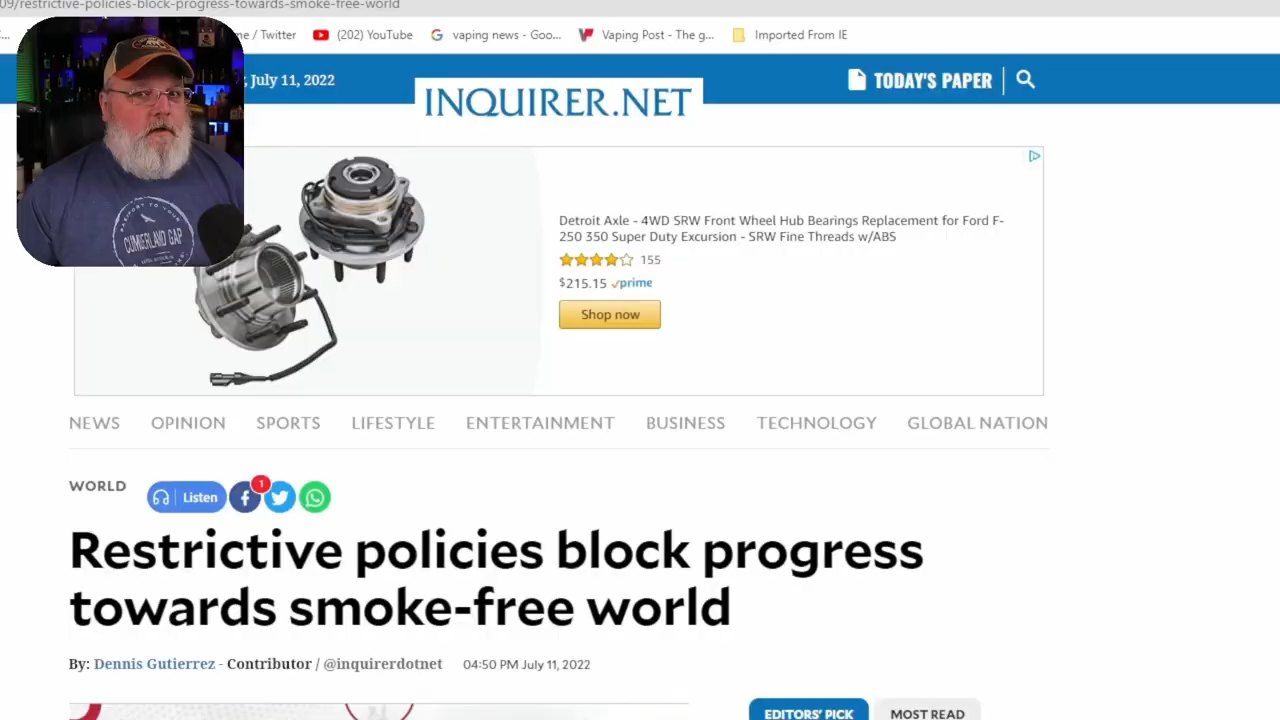 09/restrictive-policies-block-progress-towards-smoke-free-world
me / Twitter
(202) YouTube
vaping news - Goo...
Vaping Post - The g...
Imported From IE
July 11, 2022
INQUIRER.NET
TODAY'S PAPER
CUMBERLAND GAP
Detroit Axle - 4WD SRW Front Wheel Hub Bearings Replacement for Ford F-
250 350 Super Duty Excursion - SRW Fine Threads w/ABS
155
$215.15 prime
Shop now
NEWS OPINION SPORTS LIFESTYLE ENTERTAINMENT BUSINESS TECHNOLOGY GLOBAL NATION
WORLD
Listen
1
Restrictive policies block progress
towards smoke-free world
By: Dennis Gutierrez - Contributor / @inquirerdotnet 04:50 PM July 11, 2022
EDITORS' PICK
MOST READ